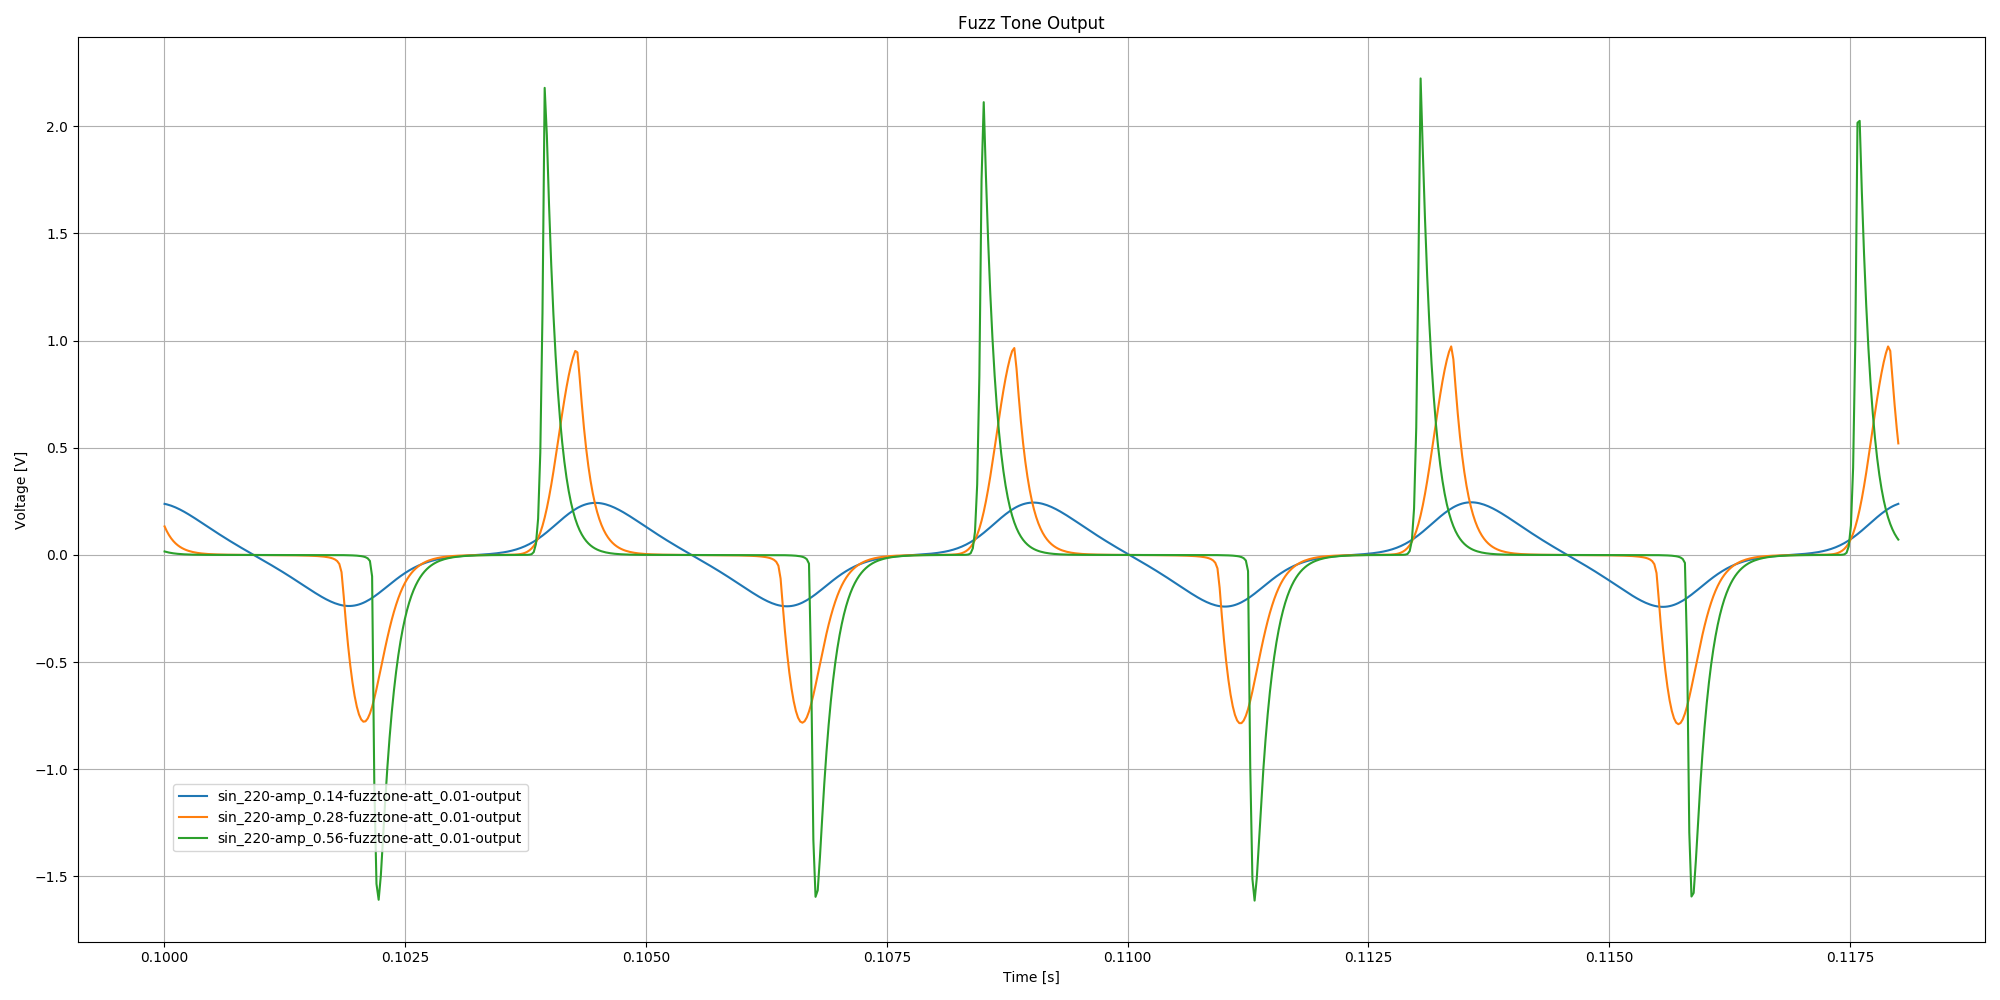 Fuzz Tone Output
Voltage [V]
2.0
1.5
1.0
0.5
0.0
−0.5
−1.0
−1.5
sin_220-amp_0.14-fuzztone-att_0.01-output
sin_220-amp_0.28-fuzztone-att_0.01-output
sin_220-amp_0.56-fuzztone-att_0.01-output
0.1000 0.1025 0.1050 0.1075 0.1100 0.1125 0.1150 0.1175
Time [s]